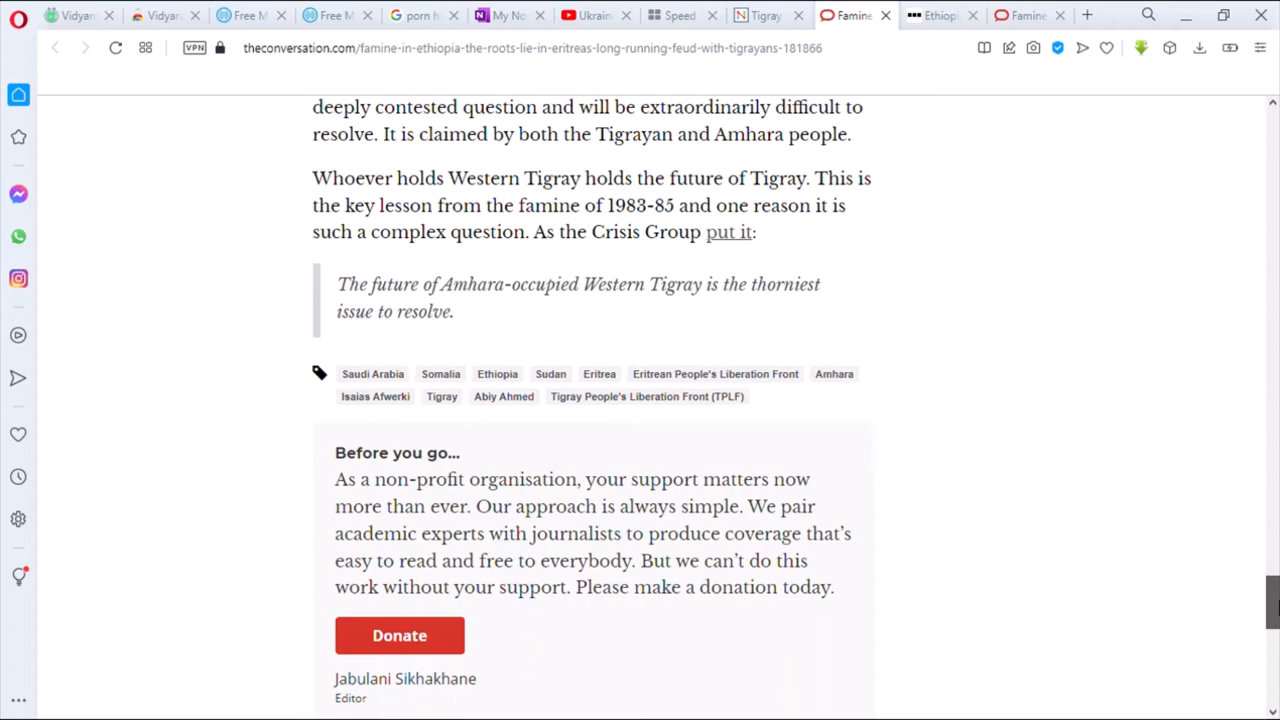 Vidyar
Vidyar
Free M
Free M
porn h
My No
Ukrain
Speed
Tigray
Famine
Ethiopi
Famine
VPN
theconversation.com/famine-in-ethiopia-the-roots-lie-in-eritreas-long-running-feud-with-tigrayans-181866
deeply contested question and will be extraordinarily difficult to
resolve. It is claimed by both the Tigrayan and Amhara people.
Whoever holds Western Tigray holds the future of Tigray. This is
the key lesson from the famine of 1983-85 and one reason it is
such a complex question. As the Crisis Group put it:
The future of Amhara-occupied Western Tigray is the thorniest
issue to resolve.
Saudi Arabia Somalia Ethiopia Sudan Eritrea Eritrean People's Liberation Front Amhara
Isaias Afwerki Tigray Abiy Ahmed Tigray People's Liberation Front (TPLF)
Before you go...
As a non-profit organisation, your support matters now
more than ever. Our approach is always simple. We pair
academic experts with journalists to produce coverage that's
easy to read and free to everybody. But we can't do this
work without your support. Please make a donation today.
Donate
Jabulani Sikhakhane
Editor